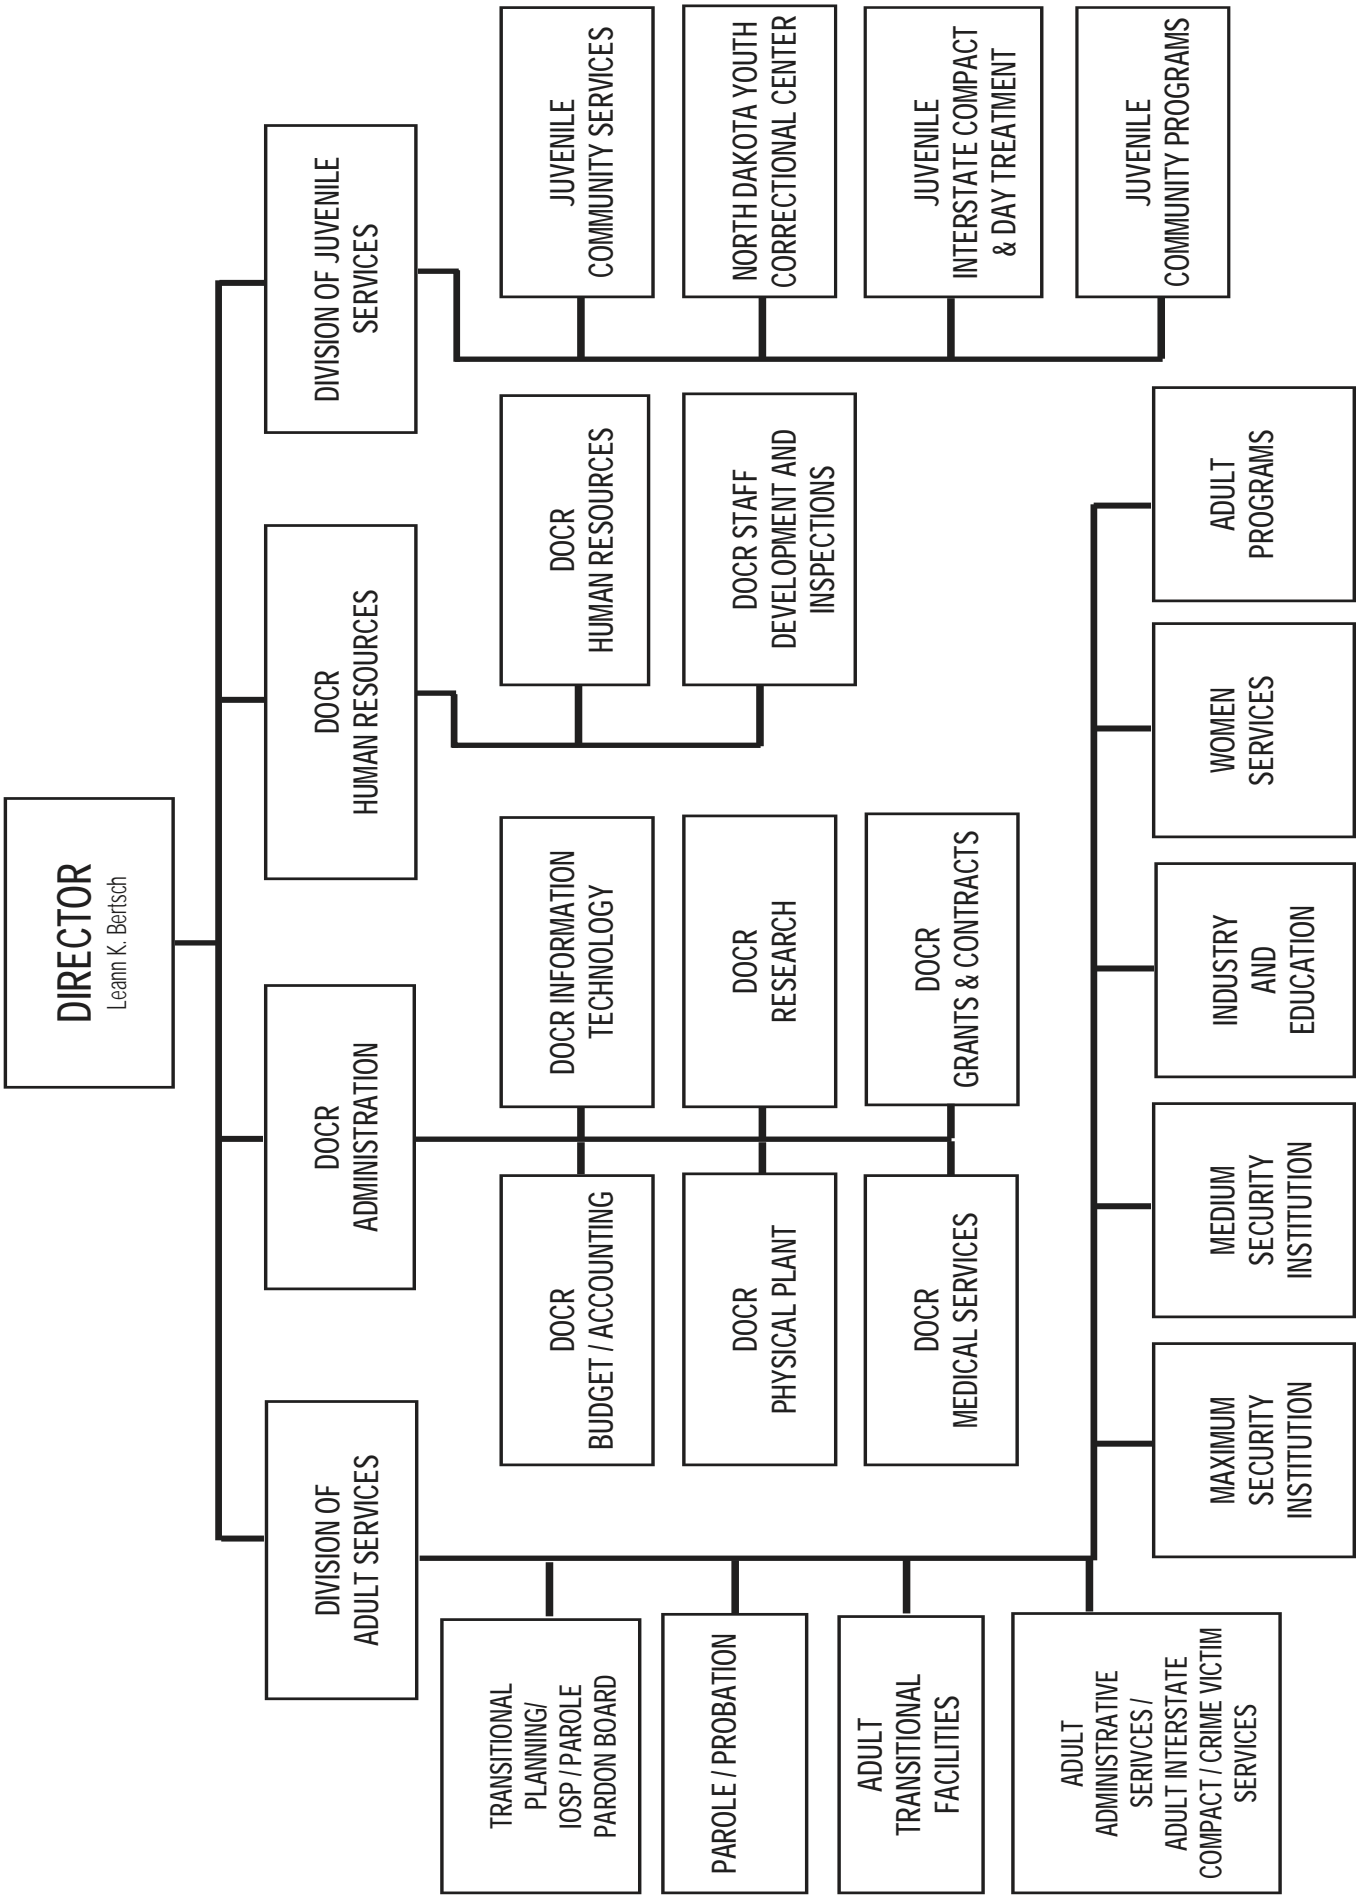 DIRECTOR
Leann K. Bertsch
DIVISION OF
ADULT SERVICES
DOCR
ADMINISTRATION
DOCR
HUMAN RESOURCES
DIVISION OF JUVENILE
SERVICES
TRANSITIONAL
PLANNING/
IOSP / PAROLE
PARDON BOARD
PAROLE / PROBATION
ADULT
TRANSITIONAL
FACILITIES
ADULT
ADMINISTRATIVE
SERIVCES /
ADULT INTERSTATE
COMPACT / CRIME VICTIM
SERVICES
DOCR
BUDGET / ACCOUNTING
DOCR INFORMATION
TECHNOLOGY
DOCR
PHYSICAL PLANT
DOCR
RESEARCH
DOCR
MEDICAL SERVICES
DOCR
GRANTS & CONTRACTS
DOCR
HUMAN RESOURCES
DOCR STAFF
DEVELOPMENT AND
INSPECTIONS
JUVENILE
COMMUNITY SERVICES
NORTH DAKOTA YOUTH
CORRECTIONAL CENTER
JUVENILE
INTERSTATE COMPACT
& DAY TREATMENT
JUVENILE
COMMUNITY PROGRAMS
MAXIMUM
SECURITY
INSTITUTION
MEDIUM
SECURITY
INSTITUTION
INDUSTRY
AND
EDUCATION
WOMEN
SERVICES
ADULT
PROGRAMS